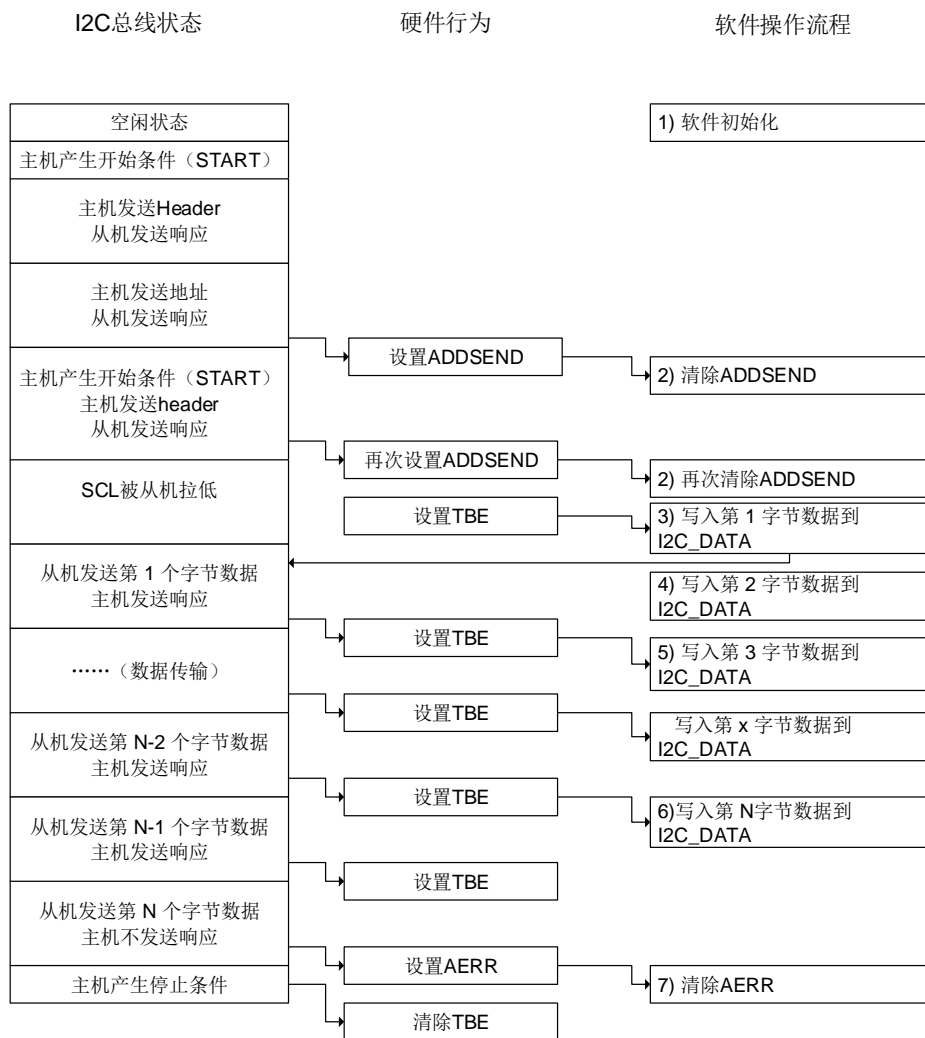 I2C总线状态
硬件行为
软件操作流程
空闲状态
1) 软件初始化
主机产生开始条件（START）
主机发送Header
从机发送响应
主机发送地址
从机发送响应
设置ADDSEND
2) 清除ADDSEND
主机产生开始条件（START）
主机发送header
从机发送响应
再次设置ADDSEND
2) 再次清除ADDSEND
SCL被从机拉低
设置TBE
3) 写入第 1 字节数据到
I2C_DATA
从机发送第 1 个字节数据
主机发送响应
4) 写入第 2 字节数据到
I2C_DATA
设置TBE
5) 写入第 3 字节数据到
I2C_DATA
……（数据传输）
设置TBE
写入第 x 字节数据到
I2C_DATA
从机发送第 N-2 个字节数据
主机发送响应
设置TBE
6)写入第 N字节数据到
I2C_DATA
从机发送第 N-1 个字节数据
主机发送响应
设置TBE
从机发送第 N 个字节数据
主机不发送响应
设置AERR
7) 清除AERR
主机产生停止条件
清除TBE